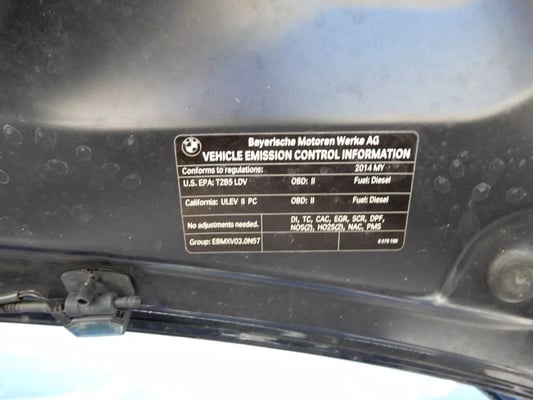 BMW
Bayerische Motoren Werke AG
VEHICLE EMISSION CONTROL INFORMATION
Conforms to regulations: 2014 MY
U.S. EPA: T2B5 LDV OBD: II Fuel: Diesel
California: ULEV II PC OBD: II Fuel: Diesel
No adjustments needed. DI, TC, CAC, EGR, SCR, DPF,
NOS(2), HO2S(2), NAC, PMS
Group: EBMXV03.0N57